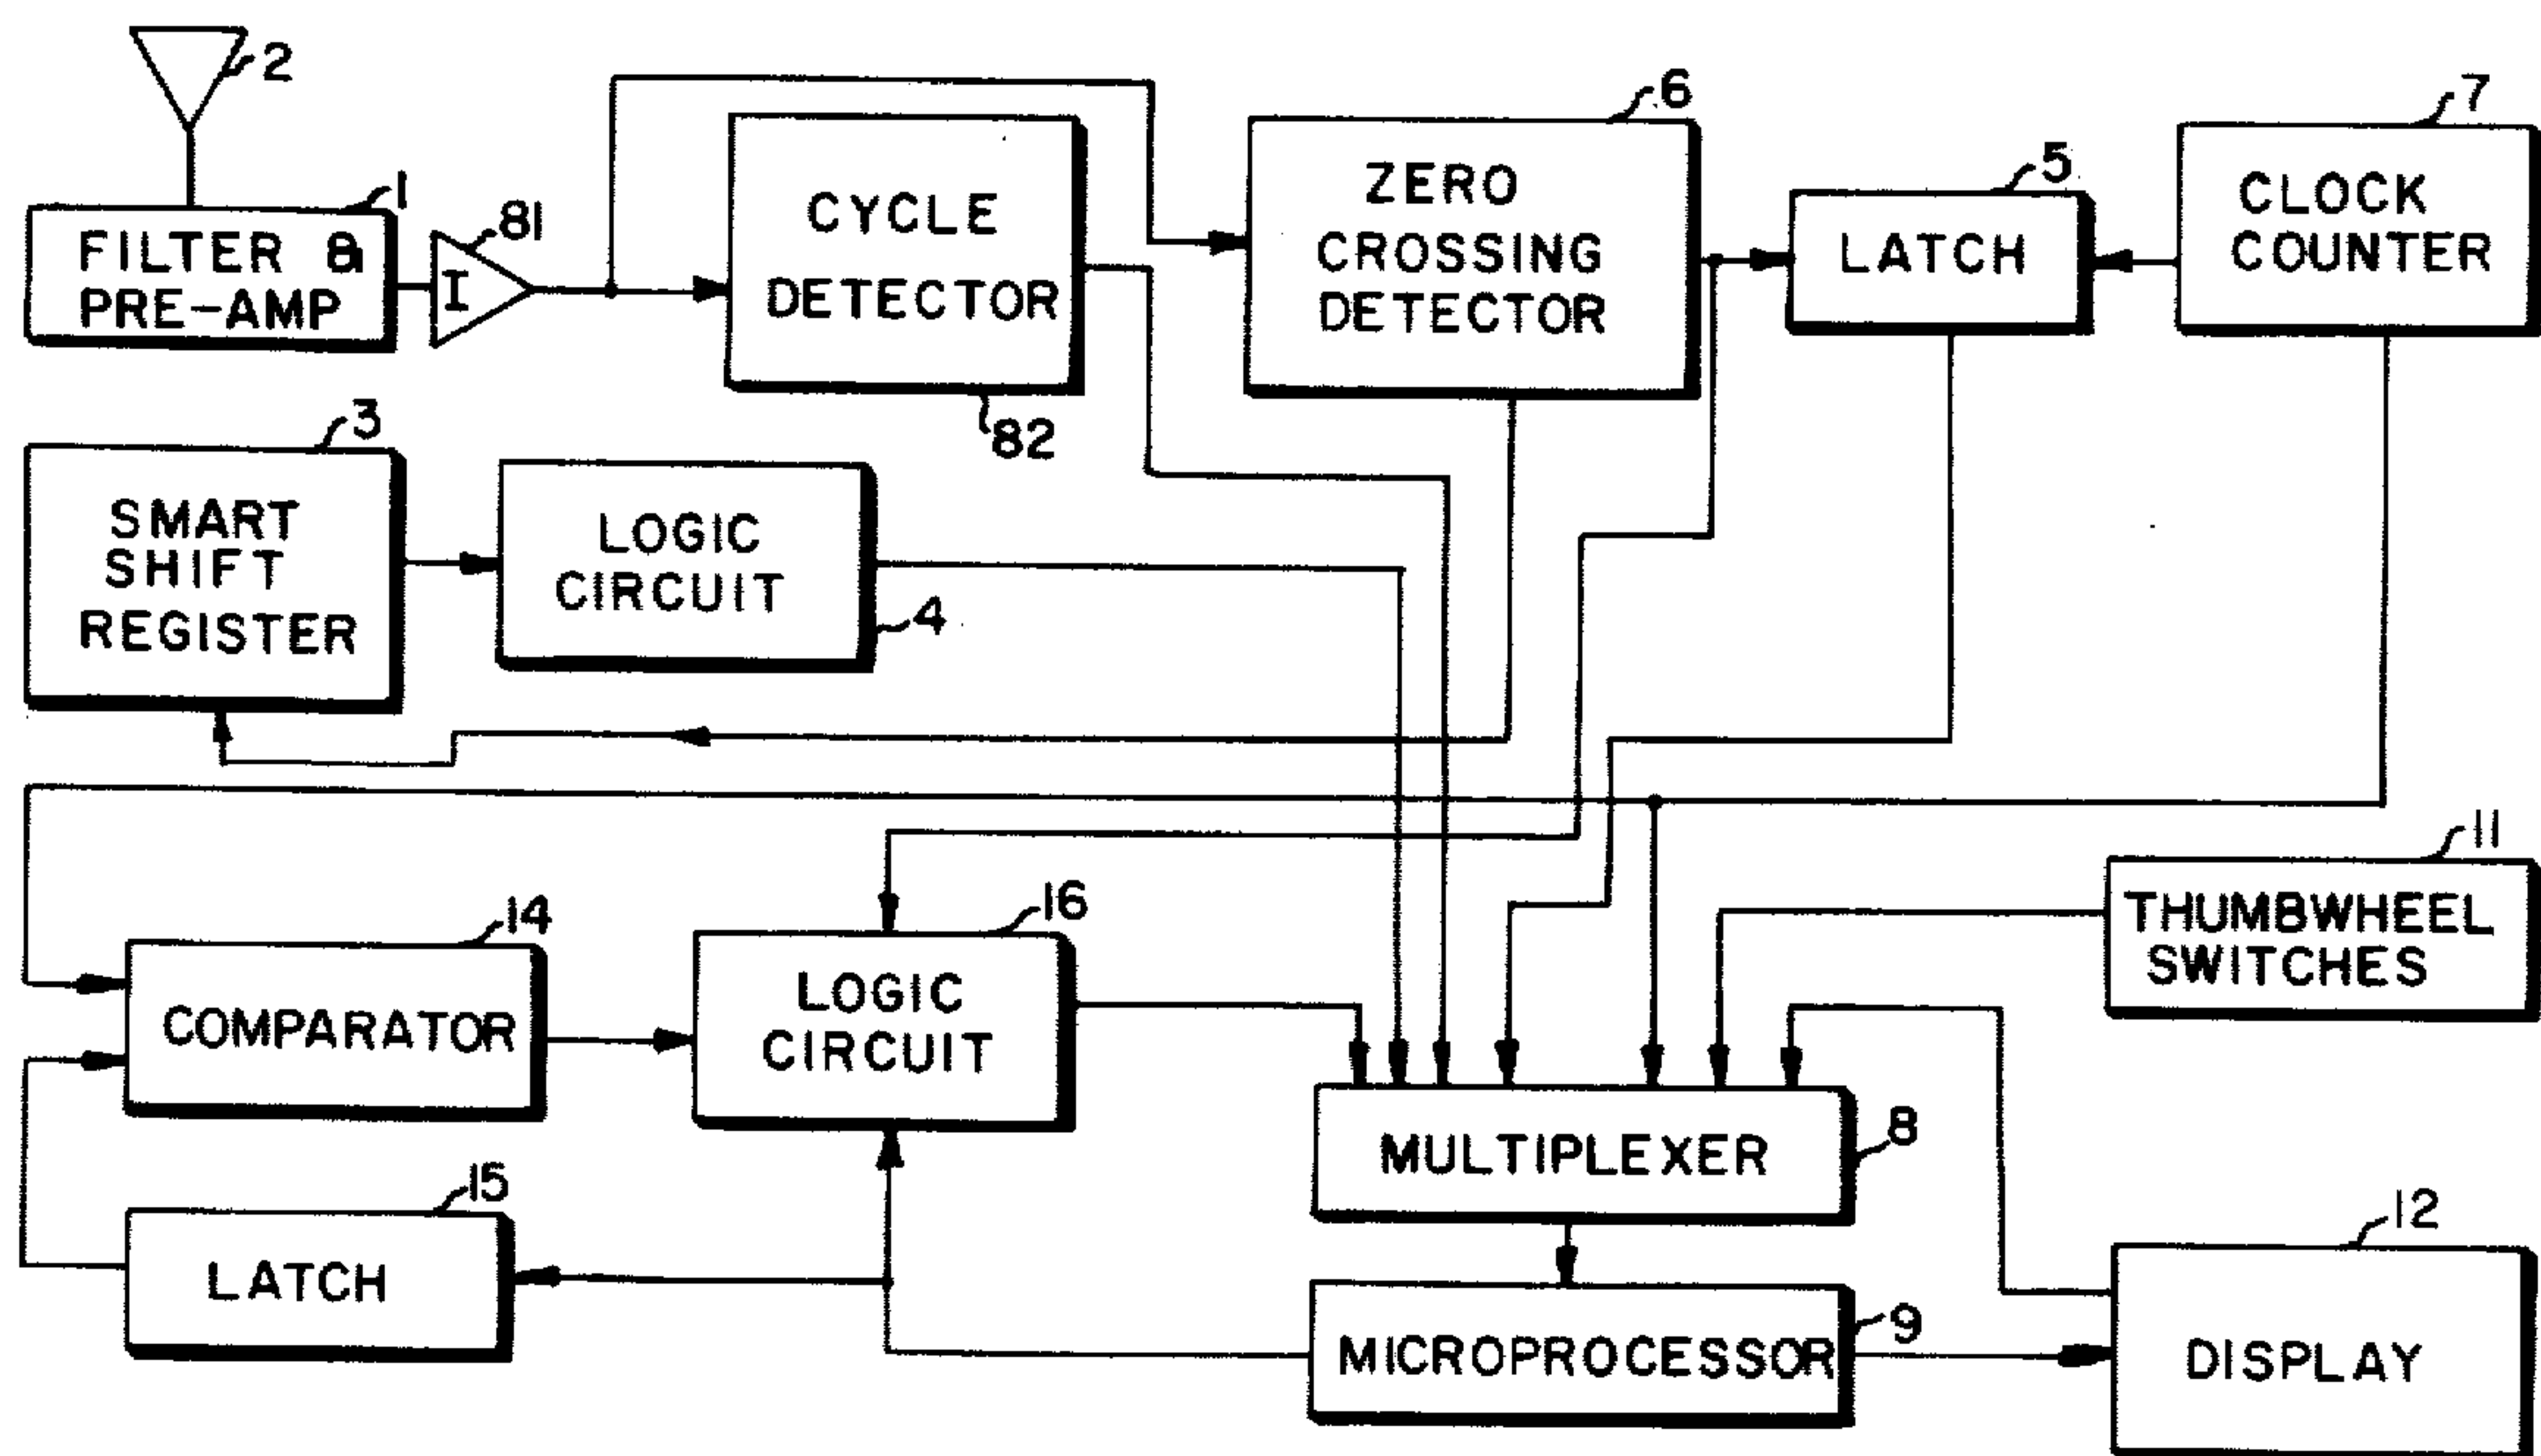 2
1
FILTER &
PRE-AMP
81
I
CYCLE
DETECTOR
82
6
ZERO
CROSSING
DETECTOR
5
LATCH
7
CLOCK
COUNTER
3
SMART
SHIFT
REGISTER
LOGIC
CIRCUIT
4
11
THUMBWHEEL
SWITCHES
14
COMPARATOR
16
LOGIC
CIRCUIT
MULTIPLEXER
8
15
LATCH
MICROPROCESSOR
9
12
DISPLAY